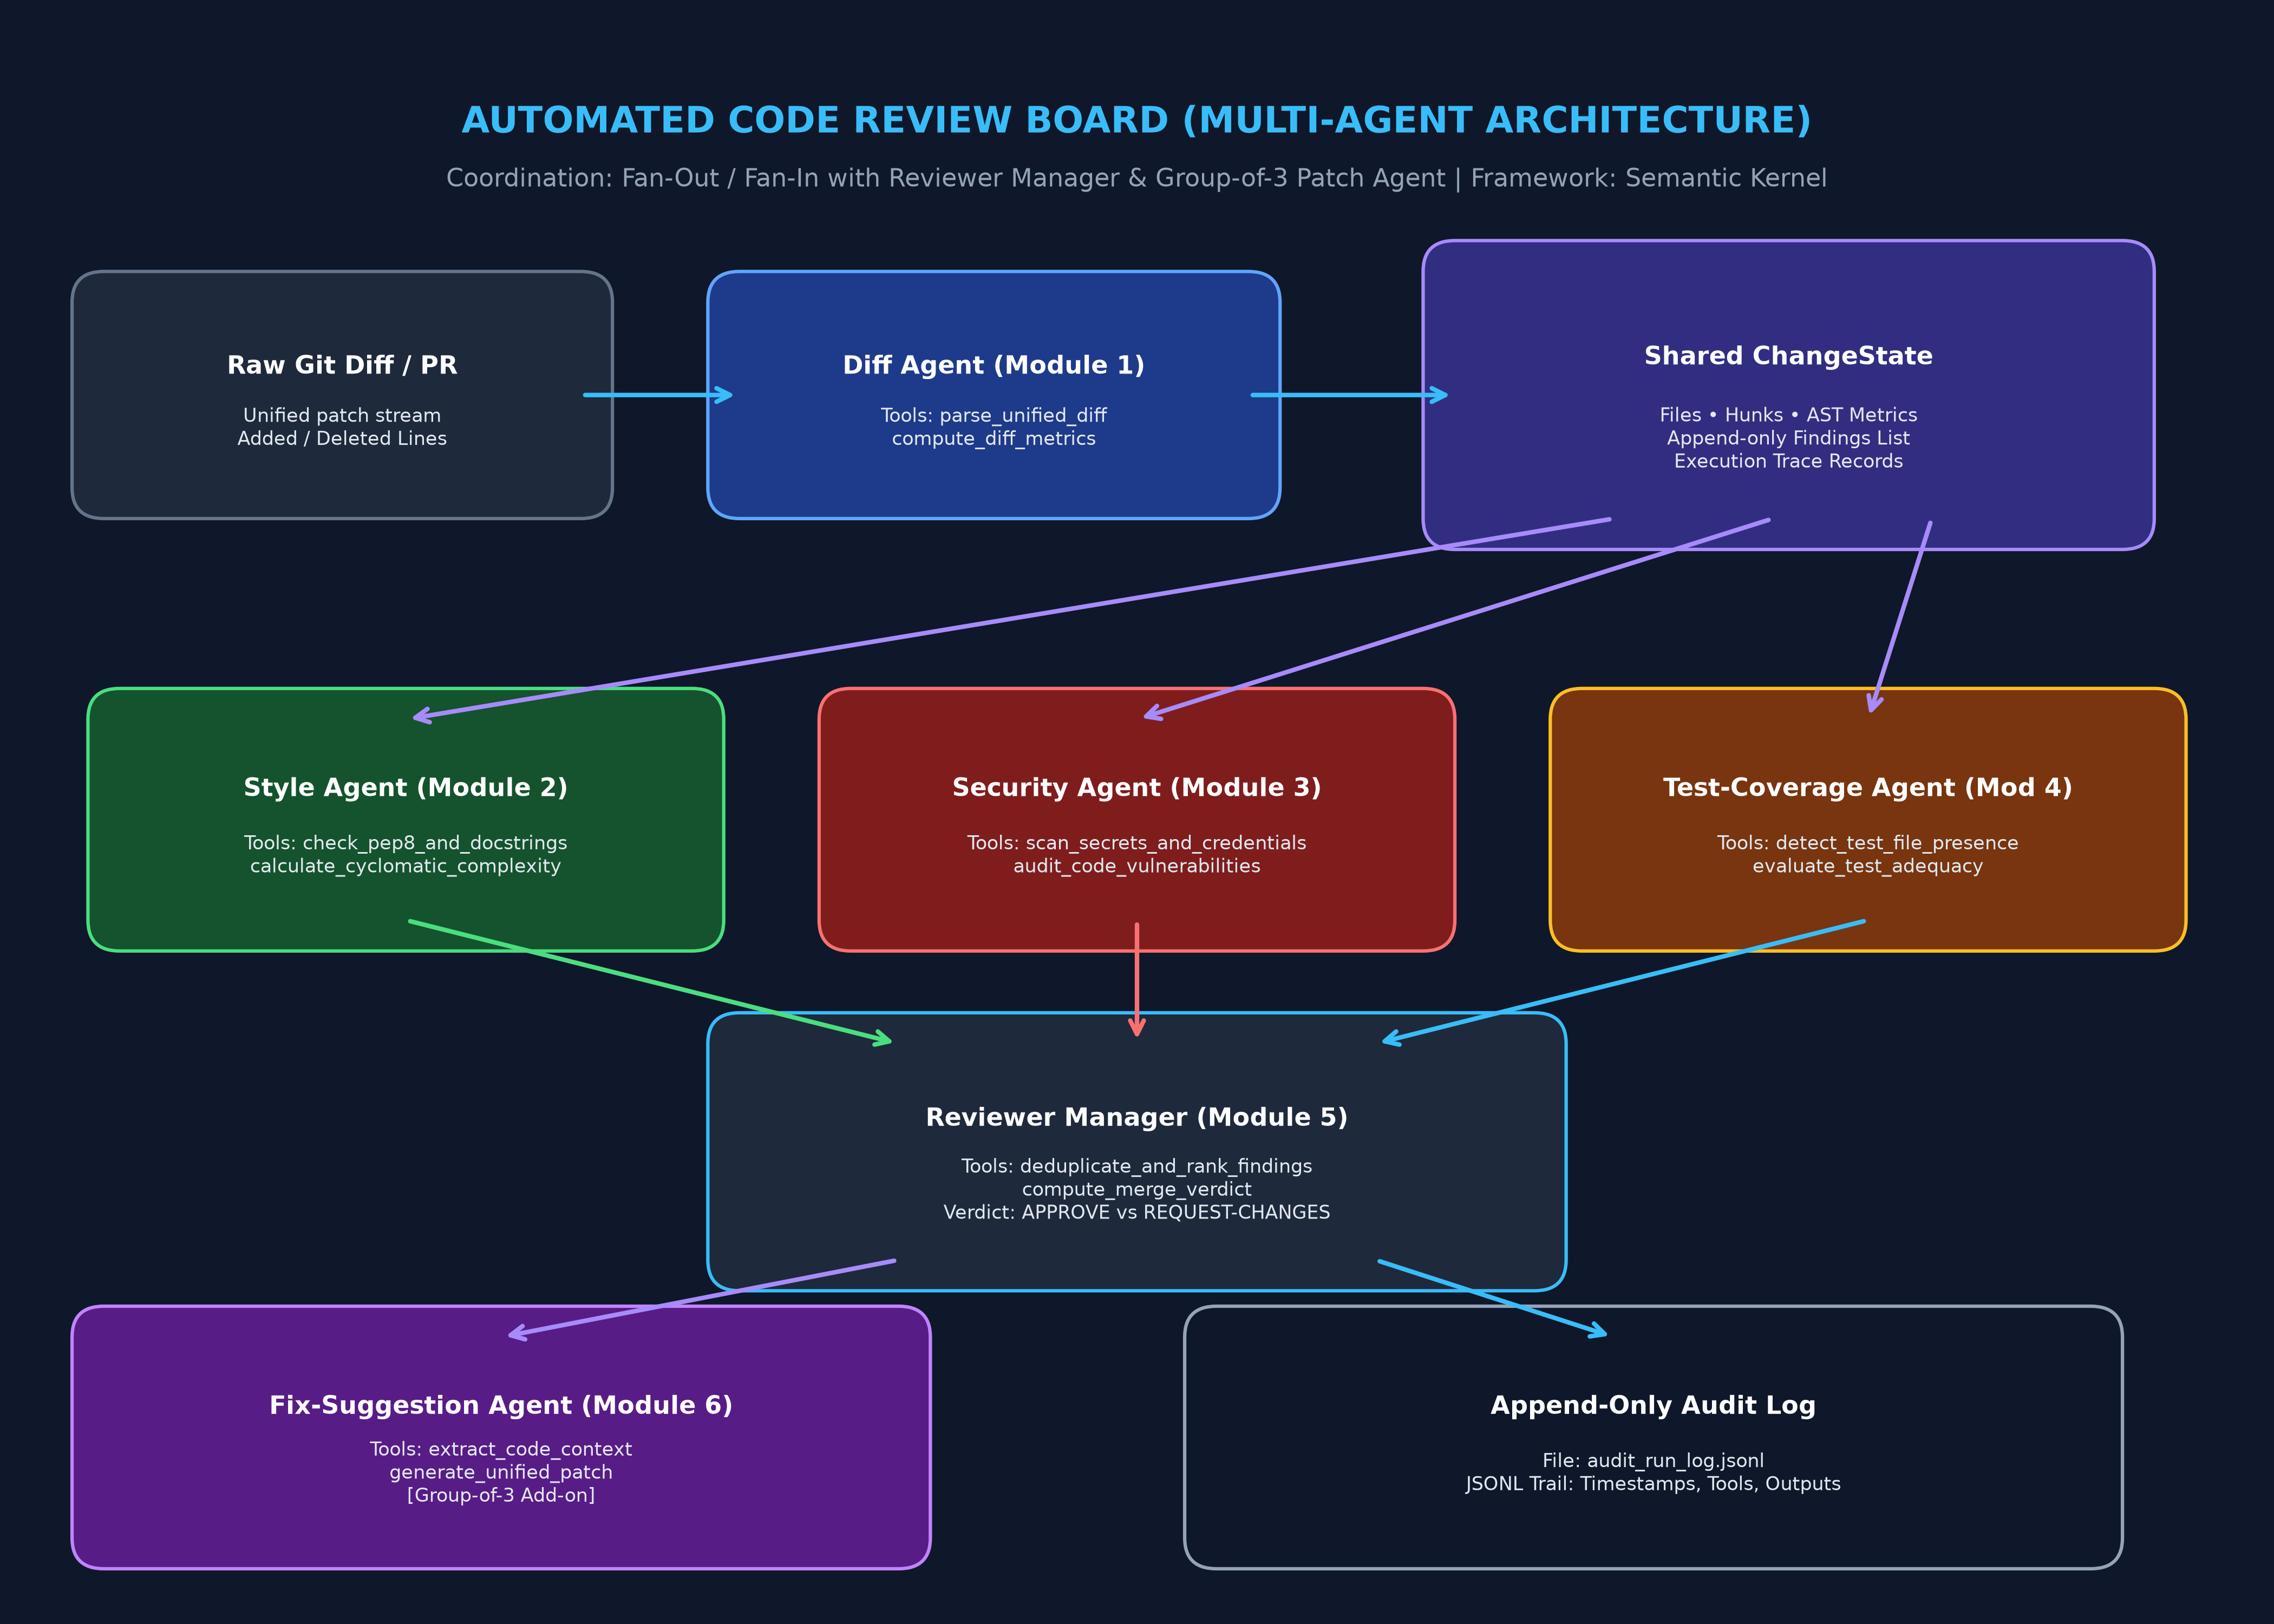 AUTOMATED CODE REVIEW BOARD (MULTI-AGENT ARCHITECTURE)
Coordination: Fan-Out / Fan-In with Reviewer Manager & Group-of-3 Patch Agent | Framework: Semantic Kernel
Raw Git Diff / PR
Unified patch stream
Added / Deleted Lines
Diff Agent (Module 1)
Tools: parse_unified_diff
compute_diff_metrics
Shared ChangeState
Files • Hunks • AST Metrics
Append-only Findings List
Execution Trace Records
Style Agent (Module 2)
Tools: check_pep8_and_docstrings
calculate_cyclomatic_complexity
Security Agent (Module 3)
Tools: scan_secrets_and_credentials
audit_code_vulnerabilities
Test-Coverage Agent (Mod 4)
Tools: detect_test_file_presence
evaluate_test_adequacy
Reviewer Manager (Module 5)
Tools: deduplicate_and_rank_findings
compute_merge_verdict
Verdict: APPROVE vs REQUEST-CHANGES
Fix-Suggestion Agent (Module 6)
Tools: extract_code_context
generate_unified_patch
[Group-of-3 Add-on]
Append-Only Audit Log
File: audit_run_log.jsonl
JSONL Trail: Timestamps, Tools, Outputs